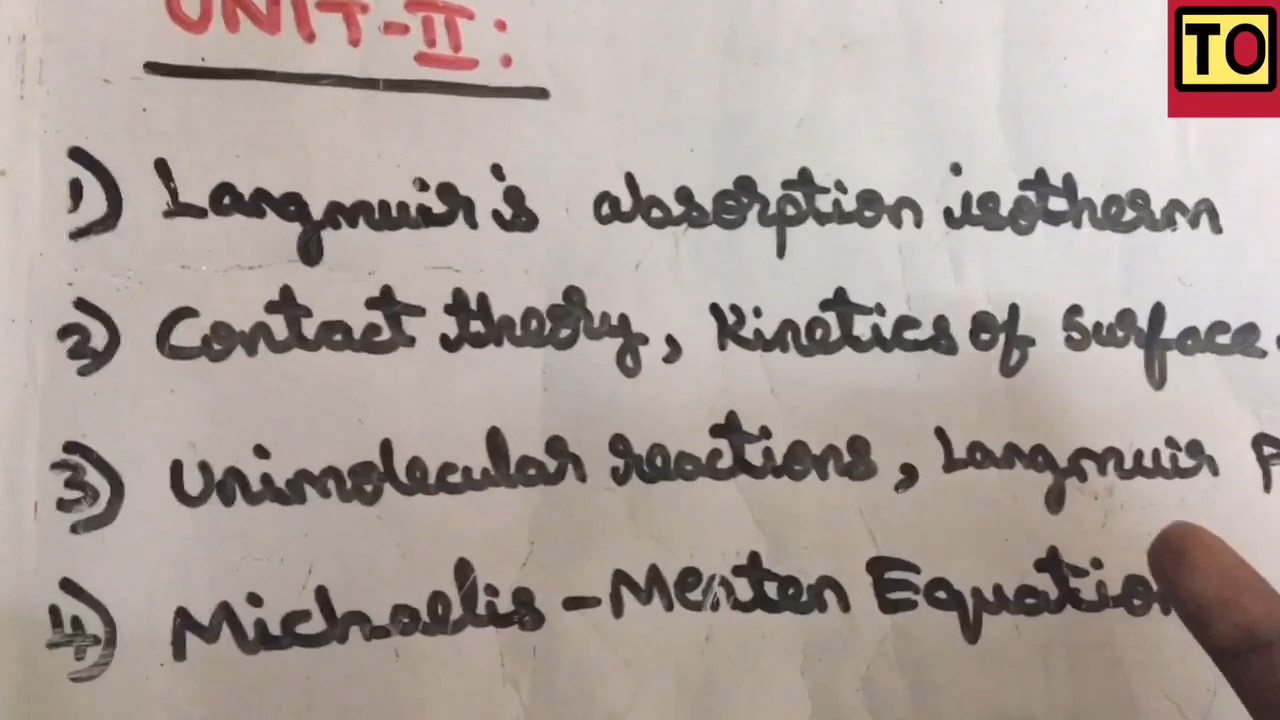 UNIT-II:
TO
1) Langmuir's absorption isotherm
2) Contact theory, Kinetics of Surface
3) Unimolecular reactions, Langmuir
4) Michaelis-Menten Equation